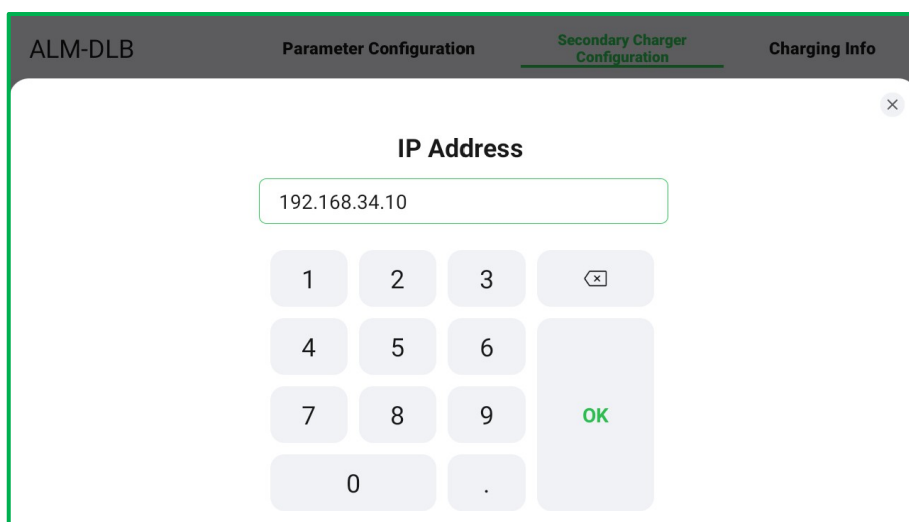 ALM-DLB
Parameter Configuration
Secondary Charger
Configuration
Charging Info
IP Address
192.168.34.10
1 2 3
4 5 6
7 8 9 OK
0 .